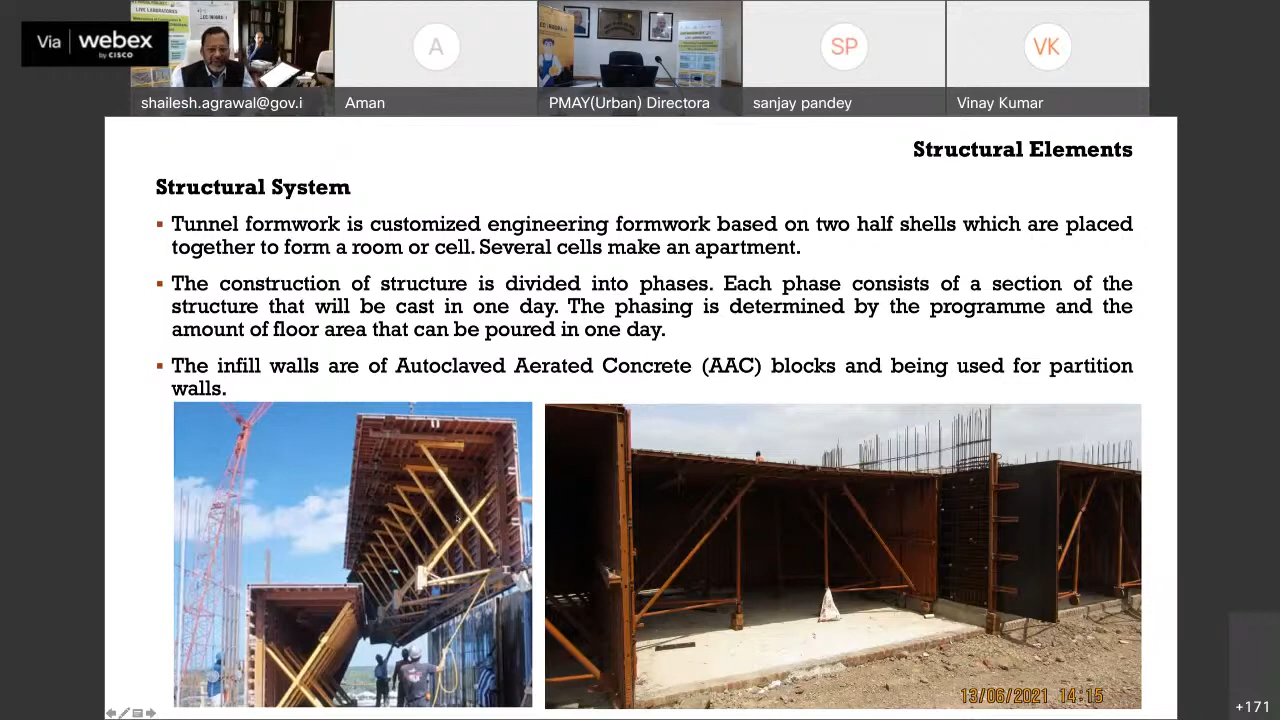 Via webex
by CISCO
LIVE LABORATORIES
shailesh.agrawal@gov.i
A
Aman
PMAY(Urban) Directora
SP
sanjay pandey
VK
Vinay Kumar
Structural Elements
Structural System
Tunnel formwork is customized engineering formwork based on two half shells which are placed
together to form a room or cell. Several cells make an apartment.
The construction of structure is divided into phases. Each phase consists of a section of the
structure that will be cast in one day. The phasing is determined by the programme and the
amount of floor area that can be poured in one day.
The infill walls are of Autoclaved Aerated Concrete (AAC) blocks and being used for partition
walls.
13/06/2021 14:15
+171